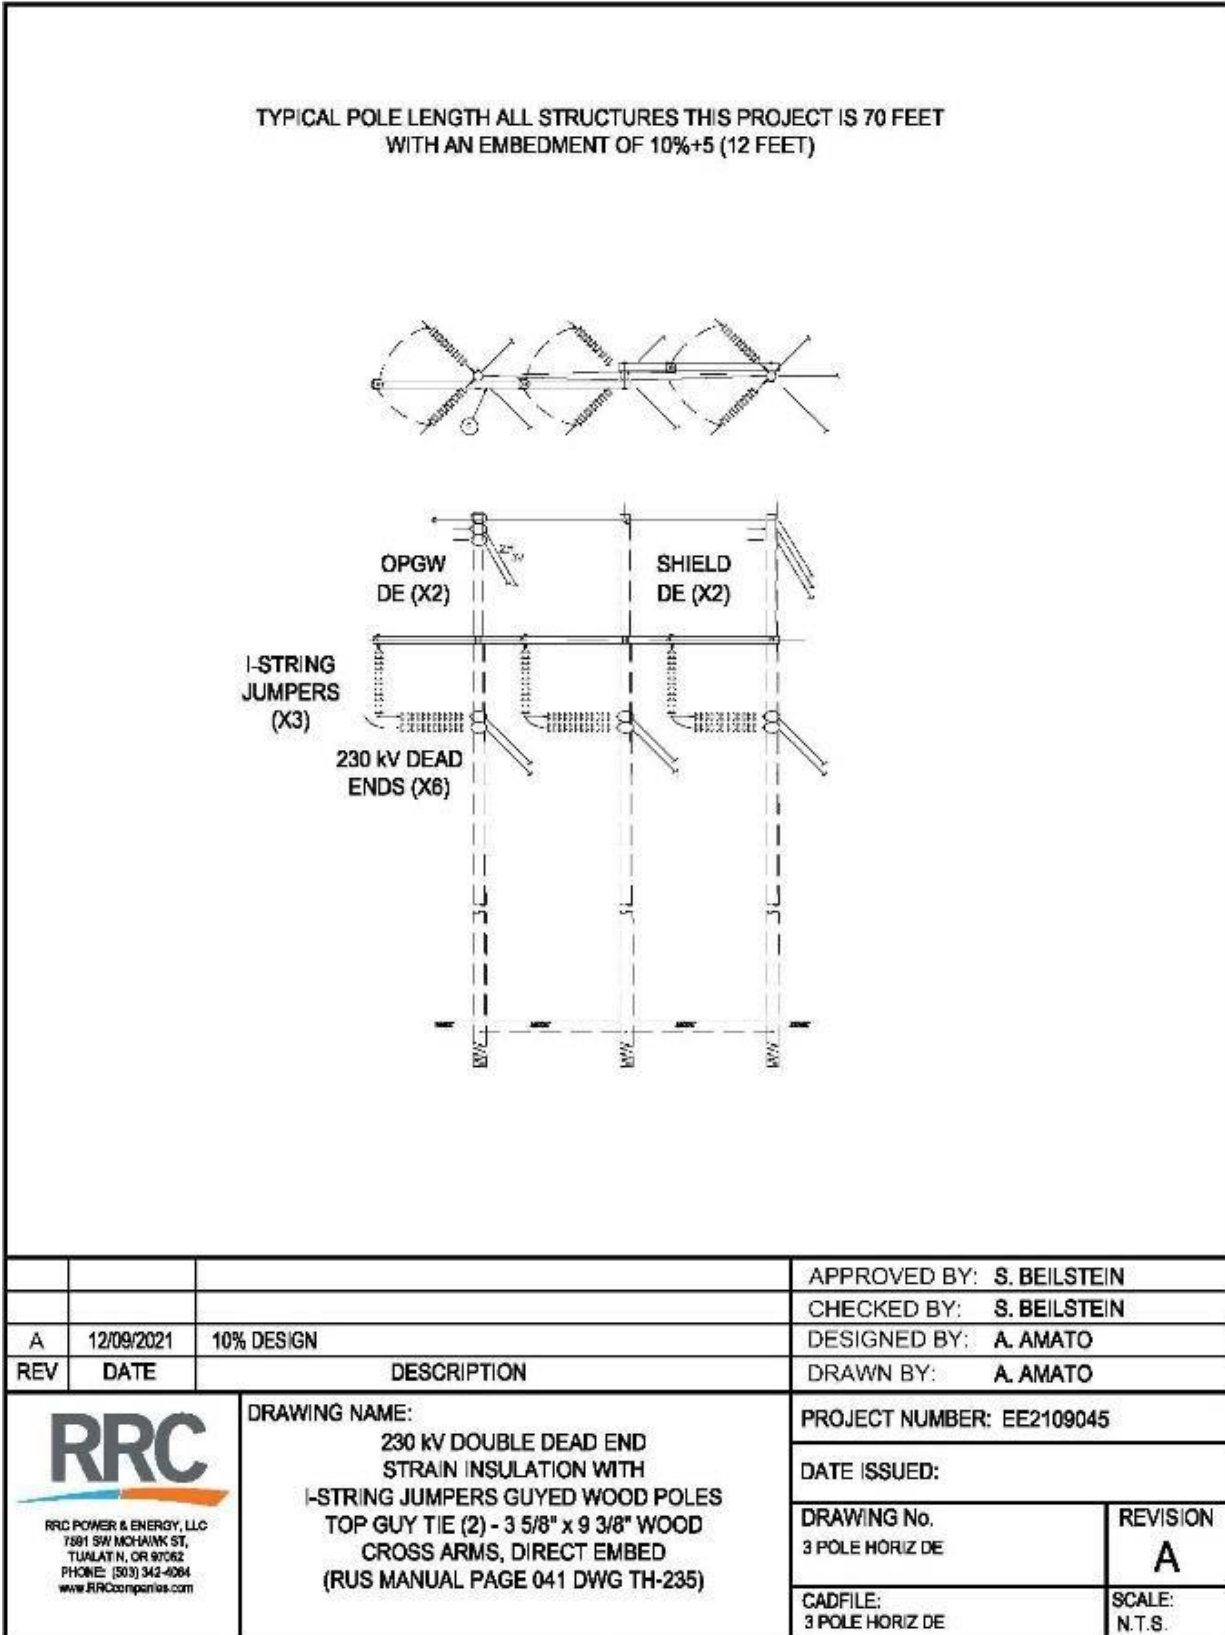 TYPICAL POLE LENGTH ALL STRUCTURES THIS PROJECT IS 70 FEET
WITH AN EMBEDMENT OF 10%+5 (12 FEET)
OPGW
DE (X2)
SHIELD
DE (X2)
I-STRING
JUMPERS
(X3)
230 kV DEAD
ENDS (X6)
APPROVED BY: S. BEILSTEIN
CHECKED BY: S. BEILSTEIN
A 12/09/2021 10% DESIGN
DESIGNED BY: A. AMATO
REV DATE DESCRIPTION
DRAWN BY: A. AMATO
RRC
RRC POWER & ENERGY, LLC
7591 SW MOHAWK ST,
TUALATIN, OR 97062
PHONE: (503) 342-4084
www.RRCcompanies.com
DRAWING NAME:
230 kV DOUBLE DEAD END
STRAIN INSULATION WITH
I-STRING JUMPERS GUYED WOOD POLES
TOP GUY TIE (2) - 3 5/8" x 9 3/8" WOOD
CROSS ARMS, DIRECT EMBED
(RUS MANUAL PAGE 041 DWG TH-235)
PROJECT NUMBER: EE2109045
DATE ISSUED:
DRAWING No.
3 POLE HORIZ DE
REVISION
A
CADFILE:
3 POLE HORIZ DE
SCALE:
N.T.S.